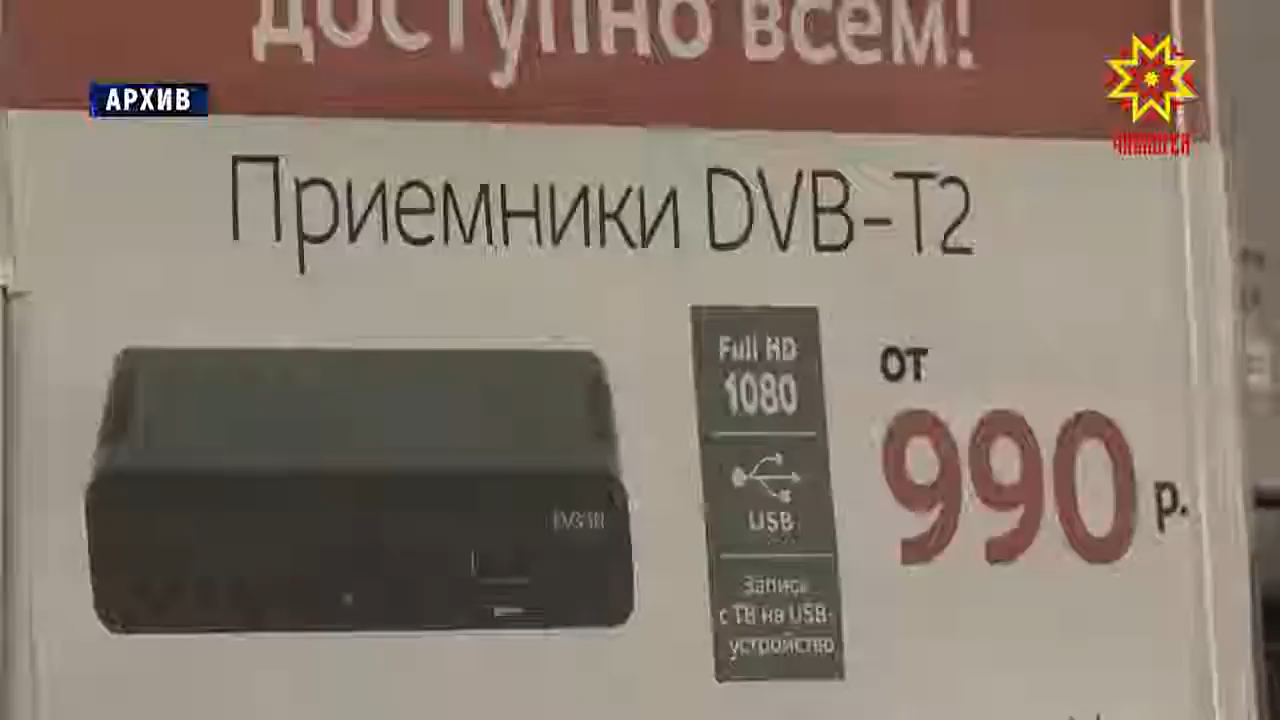 доступно всем!
АРХИВ
Приемники DVB-T2
Full HD
1080
от
990 р.
USB
Запись
с ТВ на USB-
устройство